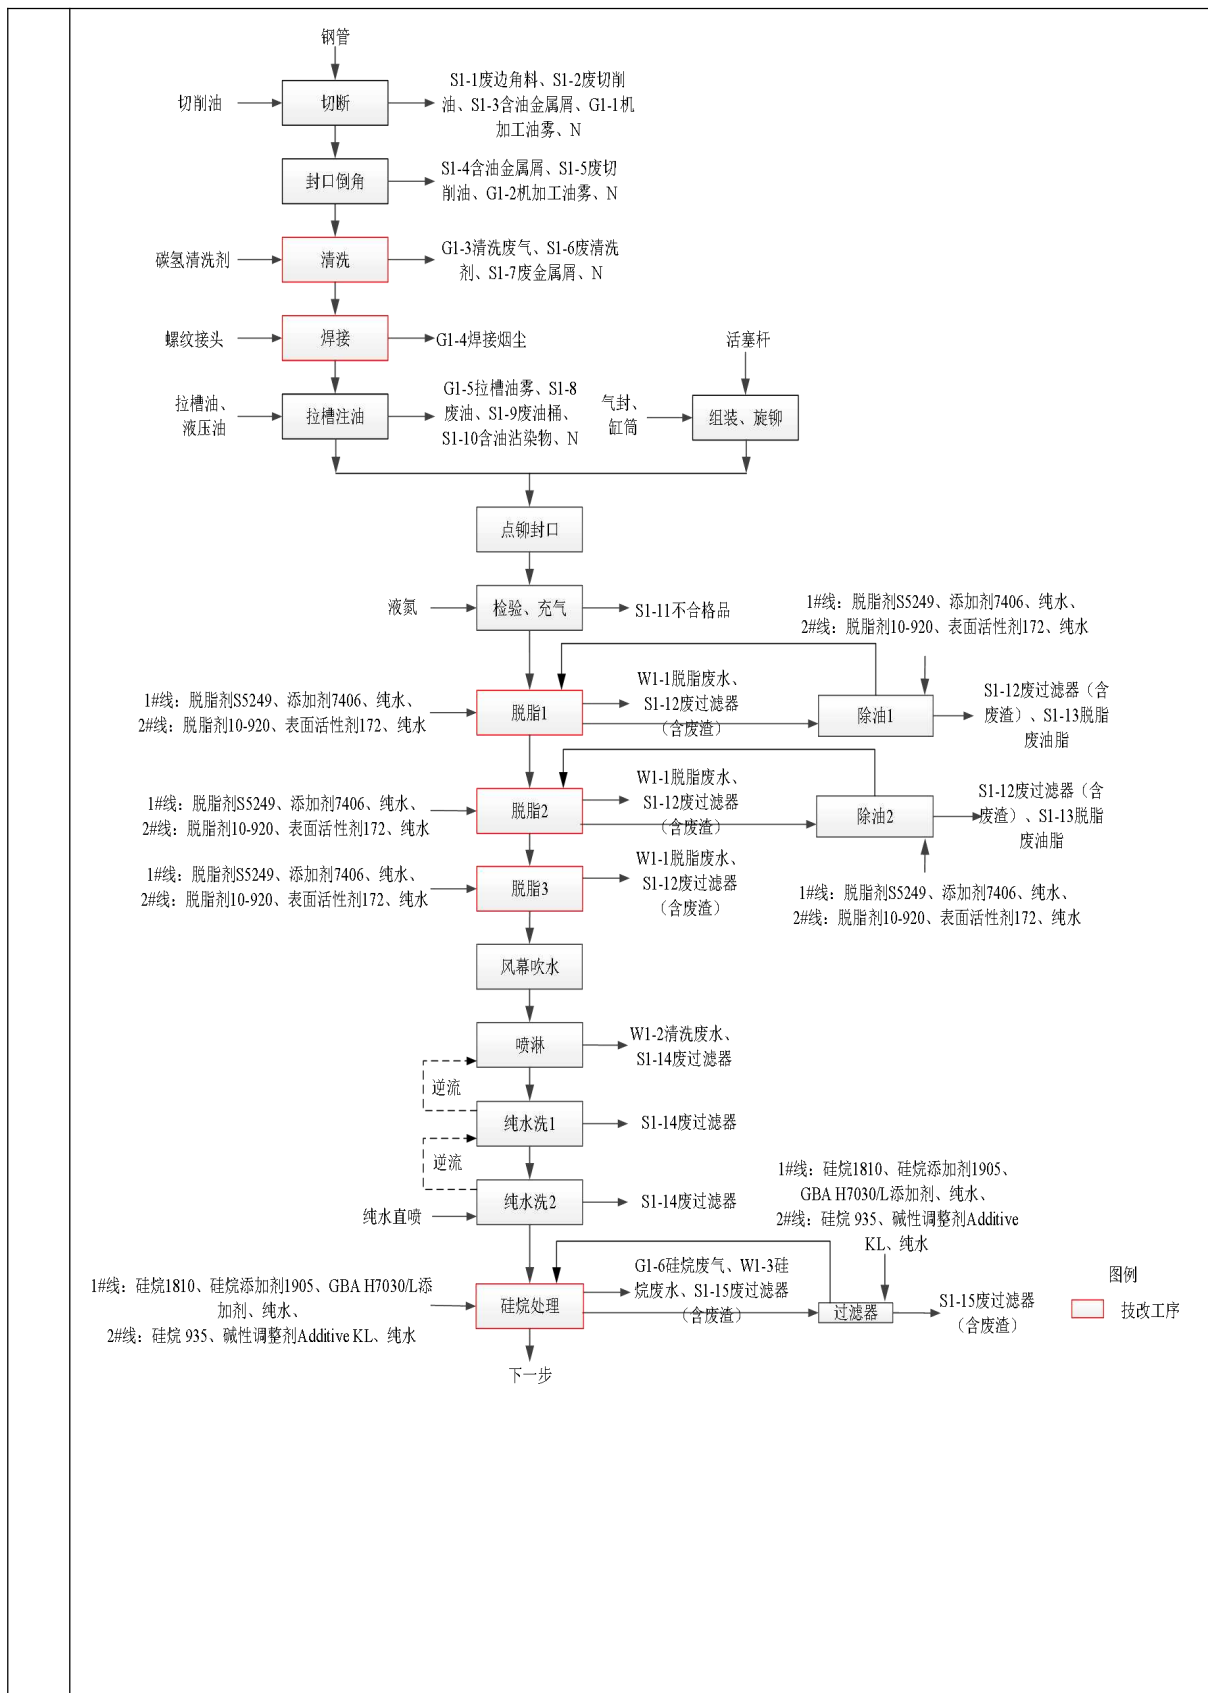 钢管
切削油
切断
S1-1废边角料、S1-2废切削
油、S1-3含油金属屑、G1-1机
加工油雾、N
封口倒角
S1-4含油金属屑、S1-5废切
削油、G1-2机加工油雾、N
碳氢清洗剂
清洗
G1-3清洗废气、S1-6废清洗
剂、S1-7废金属屑、N
螺纹接头
焊接
G1-4焊接烟尘
活塞杆
拉槽油、
液压油
拉槽注油
G1-5拉槽油雾、S1-8
废油、S1-9废油桶、
S1-10含油沾染物、N
气封、
缸筒
组装、旋铆
点铆封口
液氮
检验、充气
S1-11不合格品
1#线：脱脂剂S5249、添加剂7406、纯水、
2#线：脱脂剂10-920、表面活性剂172、纯水
1#线：脱脂剂S5249、添加剂7406、纯水、
2#线：脱脂剂10-920、表面活性剂172、纯水
脱脂1
W1-1脱脂废水、
S1-12废过滤器
（含废渣）
除油1
S1-12废过滤器（含
废渣）、S1-13脱脂
废油脂
1#线：脱脂剂S5249、添加剂7406、纯水、
2#线：脱脂剂10-920、表面活性剂172、纯水
脱脂2
W1-1脱脂废水、
S1-12废过滤器
（含废渣）
除油2
S1-12废过滤器（含
废渣）、S1-13脱脂
废油脂
1#线：脱脂剂S5249、添加剂7406、纯水、
2#线：脱脂剂10-920、表面活性剂172、纯水
脱脂3
W1-1脱脂废水、
S1-12废过滤器
（含废渣）
1#线：脱脂剂S5249、添加剂7406、纯水、
2#线：脱脂剂10-920、表面活性剂172、纯水
风幕吹水
喷淋
W1-2清洗废水、
S1-14废过滤器
逆流
纯水洗1
S1-14废过滤器
逆流
纯水直喷
纯水洗2
S1-14废过滤器
1#线：硅烷1810、硅烷添加剂1905、
GBA H7030/L添加剂、纯水、
2#线：硅烷 935、碱性调整剂Additive
KL、纯水
1#线：硅烷1810、硅烷添加剂1905、GBA H7030/L添
加剂、纯水、
2#线：硅烷 935、碱性调整剂Additive KL、纯水
硅烷处理
G1-6硅烷废气、W1-3硅
烷废水、S1-15废过滤器
（含废渣）
过滤器
S1-15废过滤器
（含废渣）
图例
技改工序
下一步